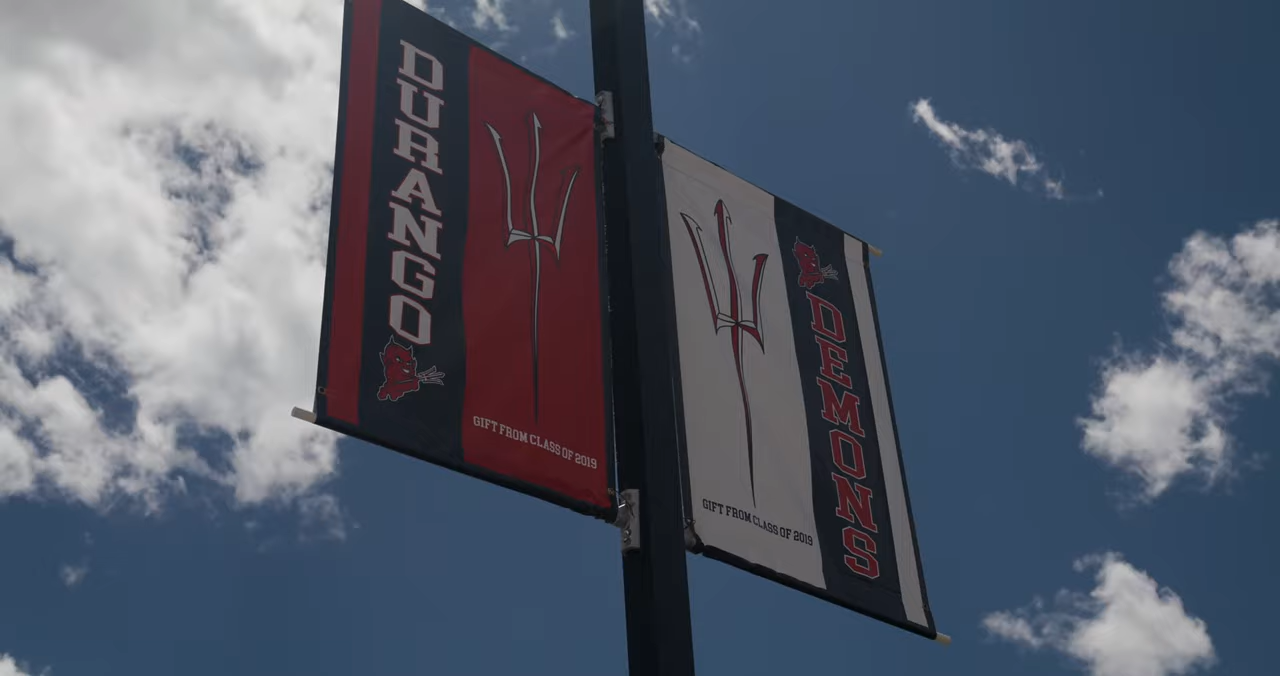 DURANGO
GIFT FROM CLASS OF 2019
DEMONS
GIFT FROM CLASS OF 2019